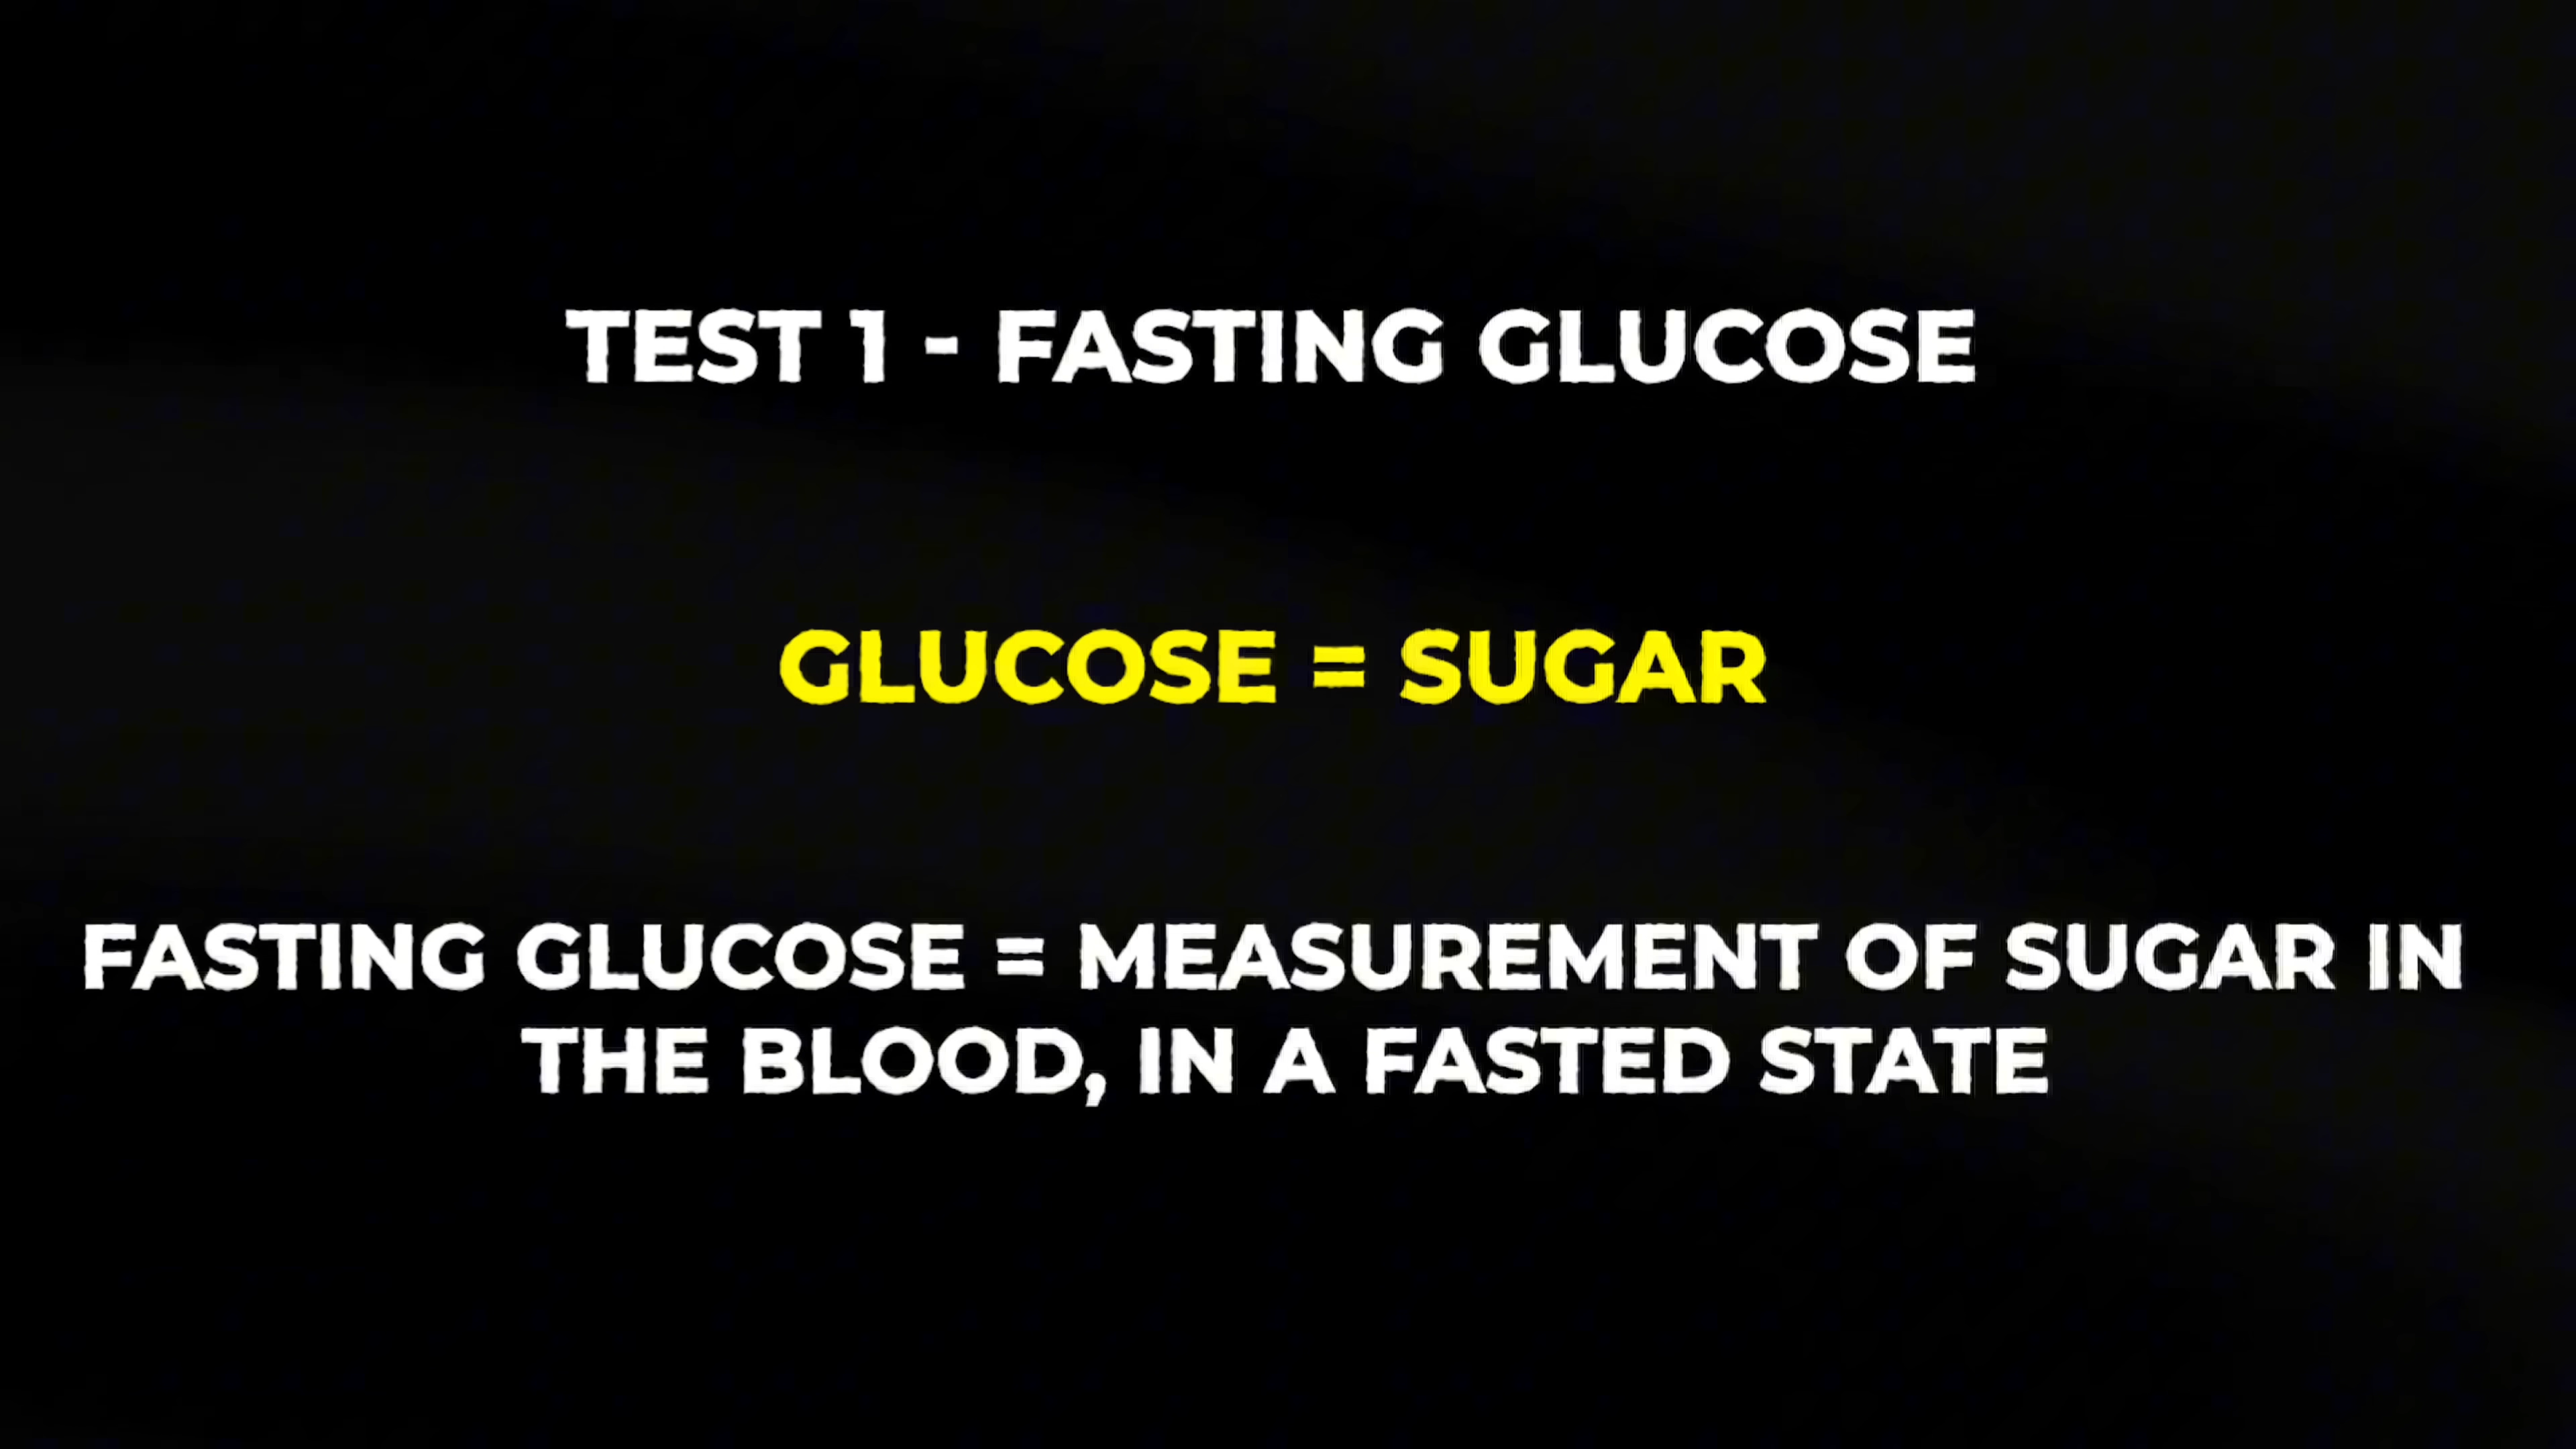 TEST 1 - FASTING GLUCOSE
GLUCOSE = SUGAR
FASTING GLUCOSE = MEASUREMENT OF SUGAR IN
THE BLOOD, IN A FASTED STATE